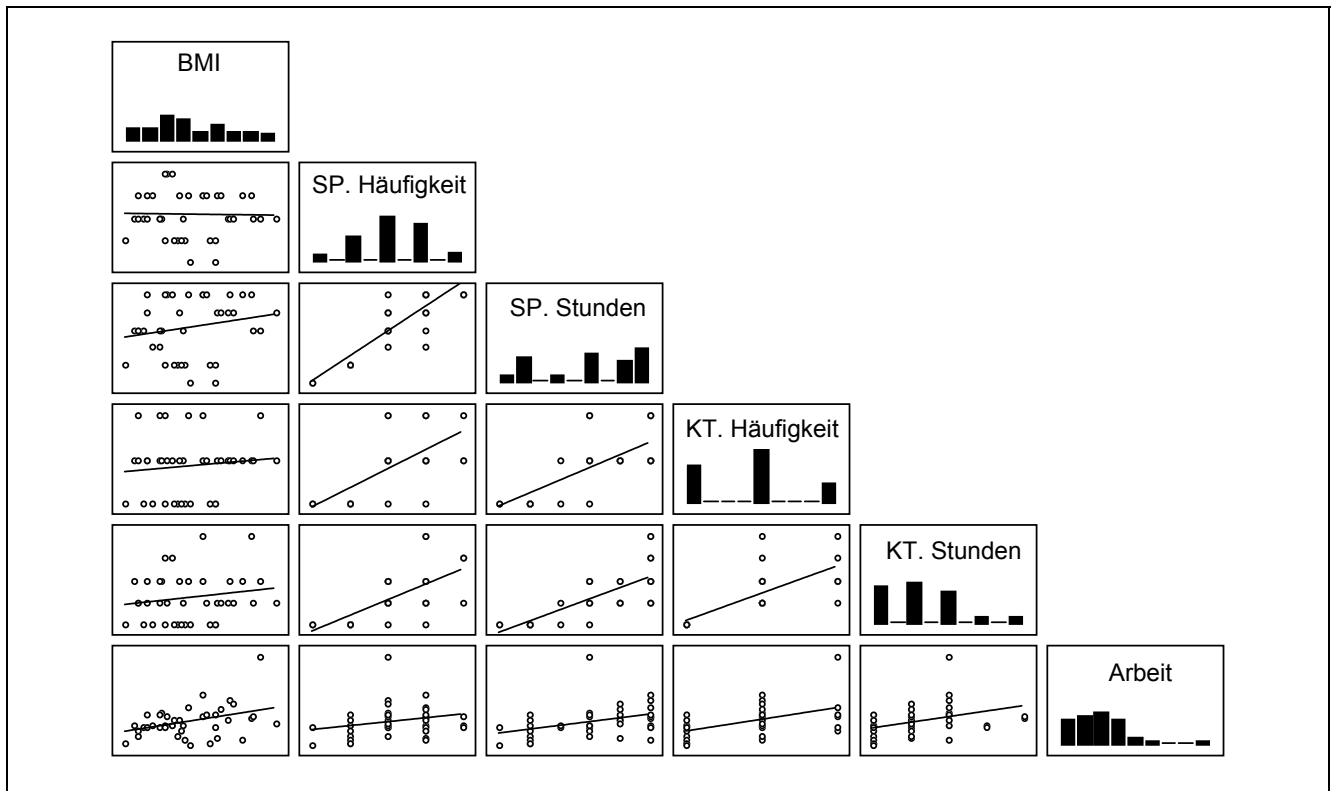 BMI
SP. Häufigkeit
SP. Stunden
KT. Häufigkeit
KT. Stunden
Arbeit